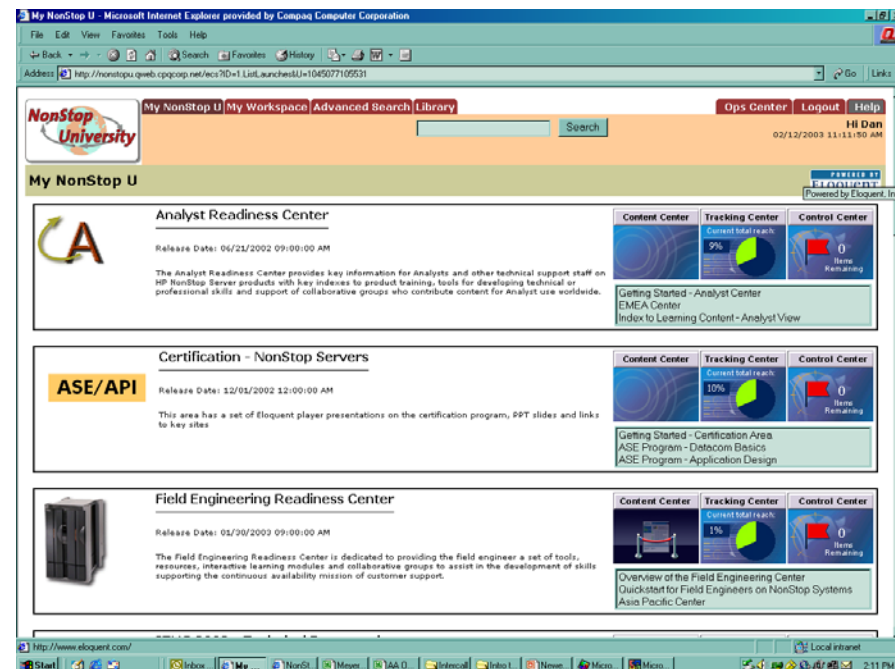 My NonStop U - Microsoft Internet Explorer provided by Compaq Computer Corporation
File Edit View Favorites Tools Help
Back Search Favorites History
Address http://nonstopu.qweb.cpqcorp.net/ecs?ID=1.ListLaunches&U=1045077105531 Go Links
NonStop University
My NonStop U My Workspace Advanced Search Library Ops Center Logout Help
Search
Hi Dan
02/12/2003 11:11:50 AM
My NonStop U
POWERED BY
ELOQUENT
Powered by Eloquent, In
Analyst Readiness Center
Release Date: 06/21/2002 09:00:00 AM
The Analyst Readiness Center provides key information for Analysts and other technical support staff on
HP NonStop Server products with key indexes to product training, tools for developing technical or
professional skills and support of collaborative groups who contribute content for Analyst use worldwide.
Content Center Tracking Center Control Center
Current total reach:
9%
0
Items
Remaining
Getting Started - Analyst Center
EMEA Center
Index to Learning Content - Analyst View
ASE/API
Certification - NonStop Servers
Release Date: 12/01/2002 12:00:00 AM
This area has a set of Eloquent player presentations on the certification program, PPT slides and links
to key sites
Content Center Tracking Center Control Center
Current total reach:
10%
0
Items
Remaining
Getting Started - Certification Area
ASE Program - Datacom Basics
ASE Program - Application Design
Field Engineering Readiness Center
Release Date: 01/30/2003 09:00:00 AM
The Field Engineering Readiness Center is dedicated to providing the field engineer a set of tools,
resources, interactive learning modules and collaborative groups to assist in the development of skills
supporting the continuous availability mission of customer support.
Content Center Tracking Center Control Center
Current total reach:
1%
0
Items
Remaining
Overview of the Field Engineering Center
Quickstart for Field Engineers on NonStop Systems
Asia Pacific Center
http://www.eloquent.com/ Local intranet
Start Inbox... My ... NonSt... Meyer... AA O... Intercall Intro t... Newe... Micro... Micro... 2:11 PM